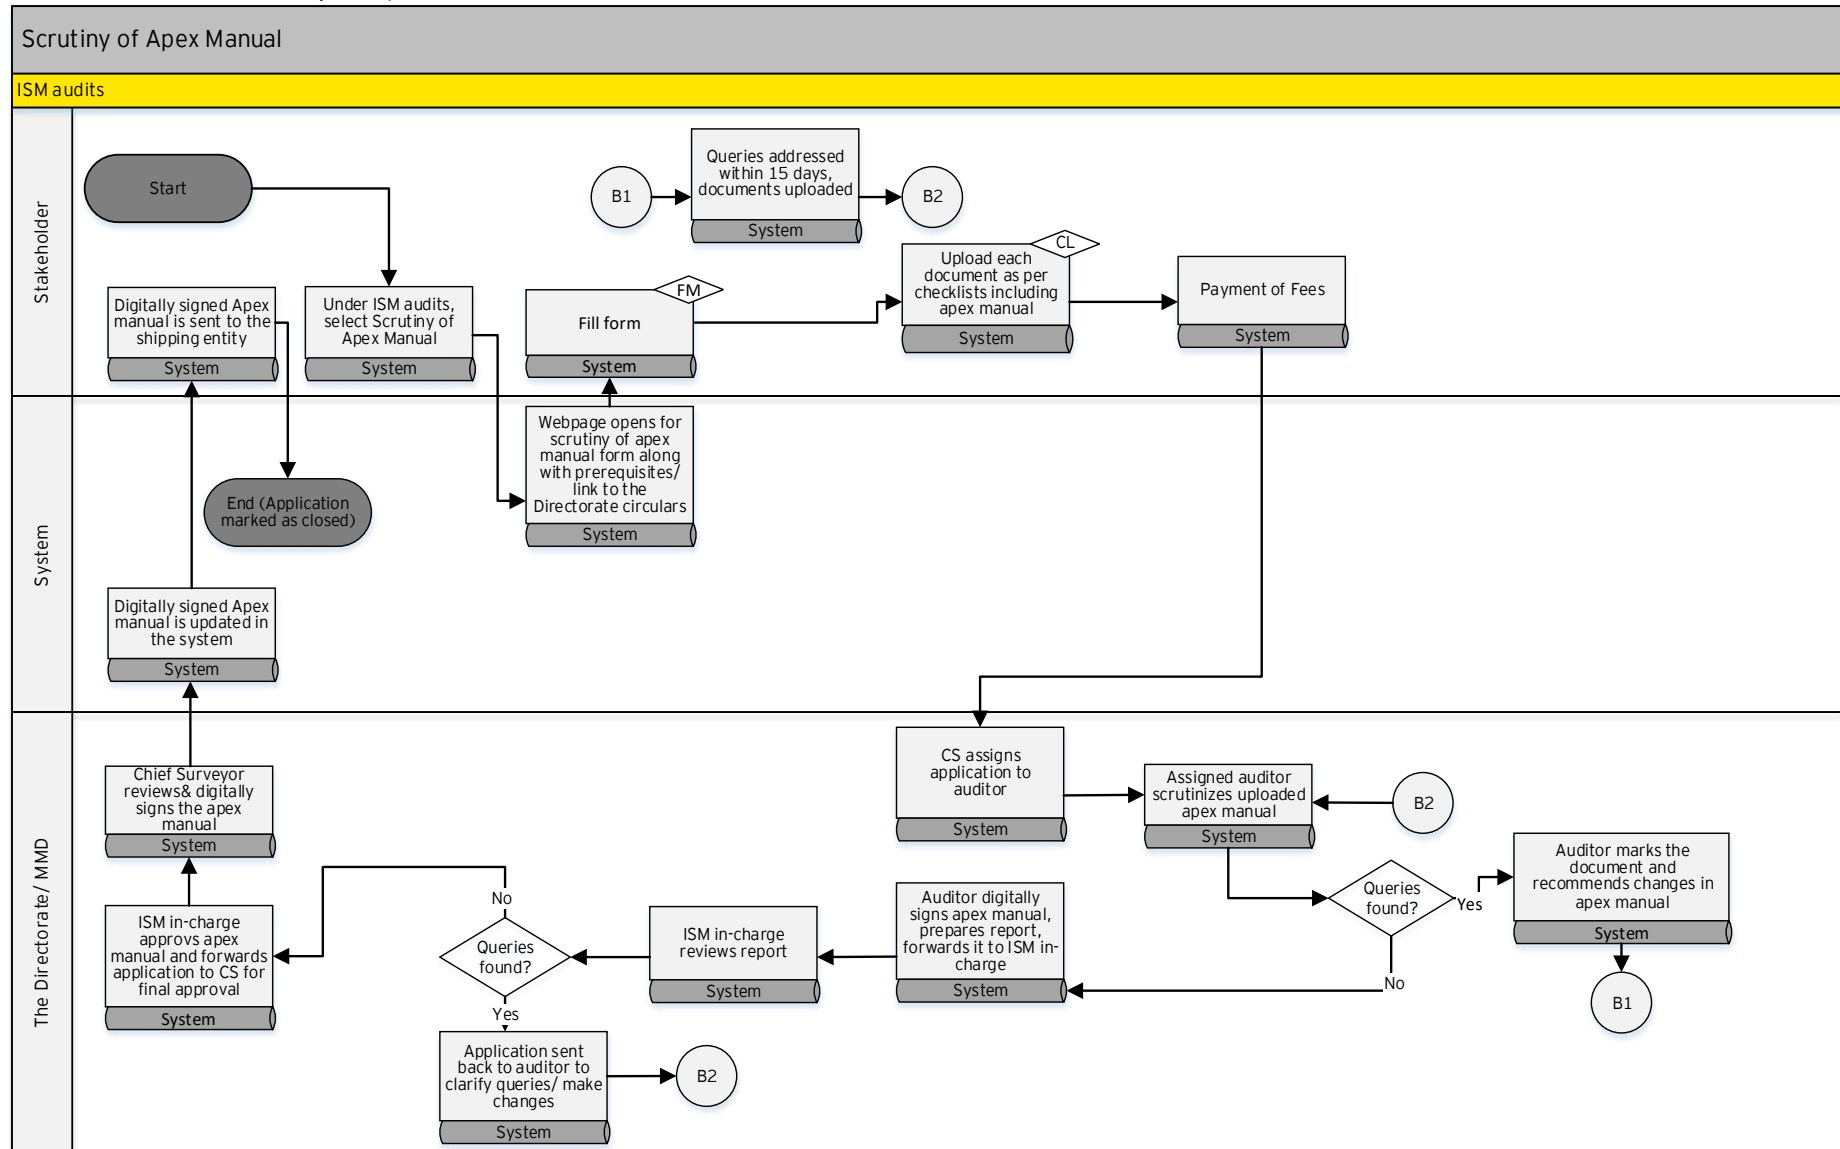 Scrutiny of Apex Manual
ISM audits
Stakeholder
Start
B1
Queries addressed
within 15 days,
documents uploaded
System
B2
Digitally signed Apex
manual is sent to the
shipping entity
System
Under ISM audits,
select Scrutiny of
Apex Manual
System
FM
Fill form
System
CL
Upload each
document as per
checklists including
apex manual
System
Payment of Fees
System
System
Webpage opens for
scrutiny of apex
manual form along
with prerequisites/
link to the
Directorate circulars
System
End (Application
marked as closed)
Digitally signed Apex
manual is updated in
the system
System
The Directorate/ MMD
Chief Surveyor
reviews& digitally
signs the apex
manual
System
CS assigns
application to
auditor
System
Assigned auditor
scrutinizes uploaded
apex manual
System
B2
Queries
found?
Yes
No
Auditor marks the
document and
recommends changes in
apex manual
System
B1
Auditor digitally
signs apex manual,
prepares report,
forwards it to ISM in-
charge
System
ISM in-charge
reviews report
System
Queries
found?
No
Yes
ISM in-charge
approvs apex
manual and forwards
application to CS for
final approval
System
Application sent
back to auditor to
clarify queries/ make
changes
System
B2